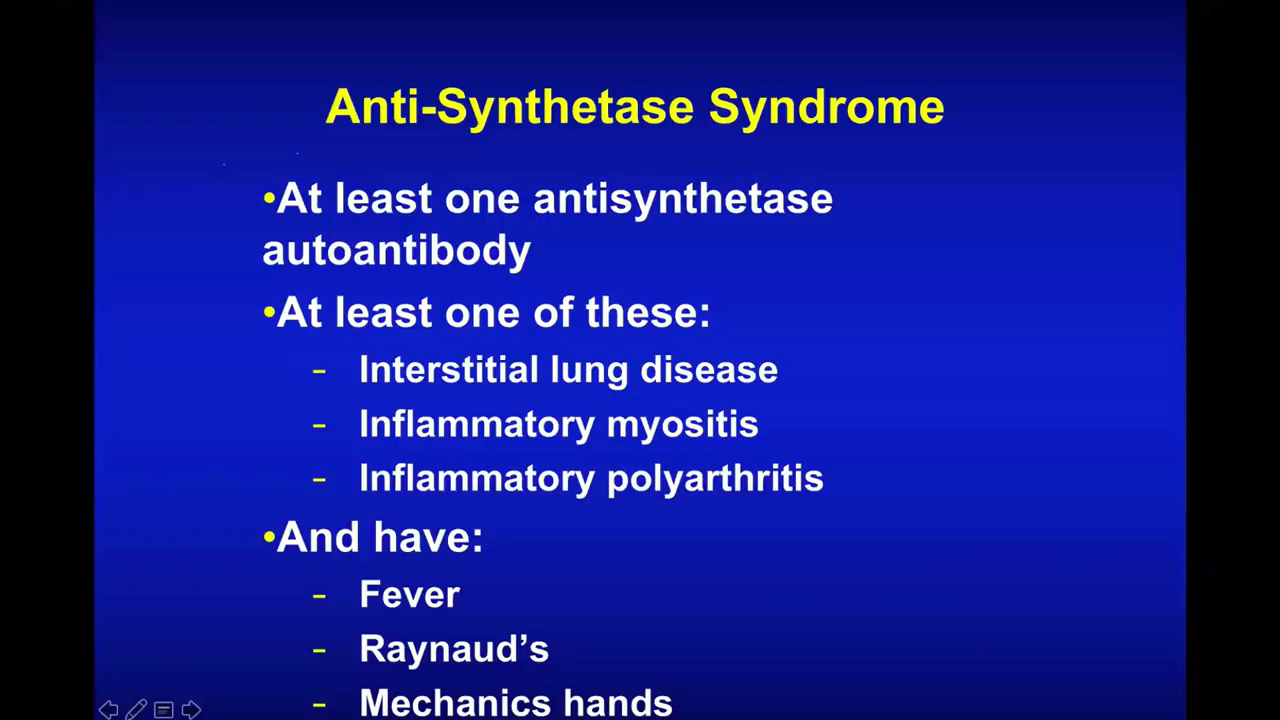 Anti-Synthetase Syndrome
•At least one antisynthetase
autoantibody
•At least one of these:
- Interstitial lung disease
- Inflammatory myositis
- Inflammatory polyarthritis
•And have:
- Fever
- Raynaud’s
- Mechanics hands